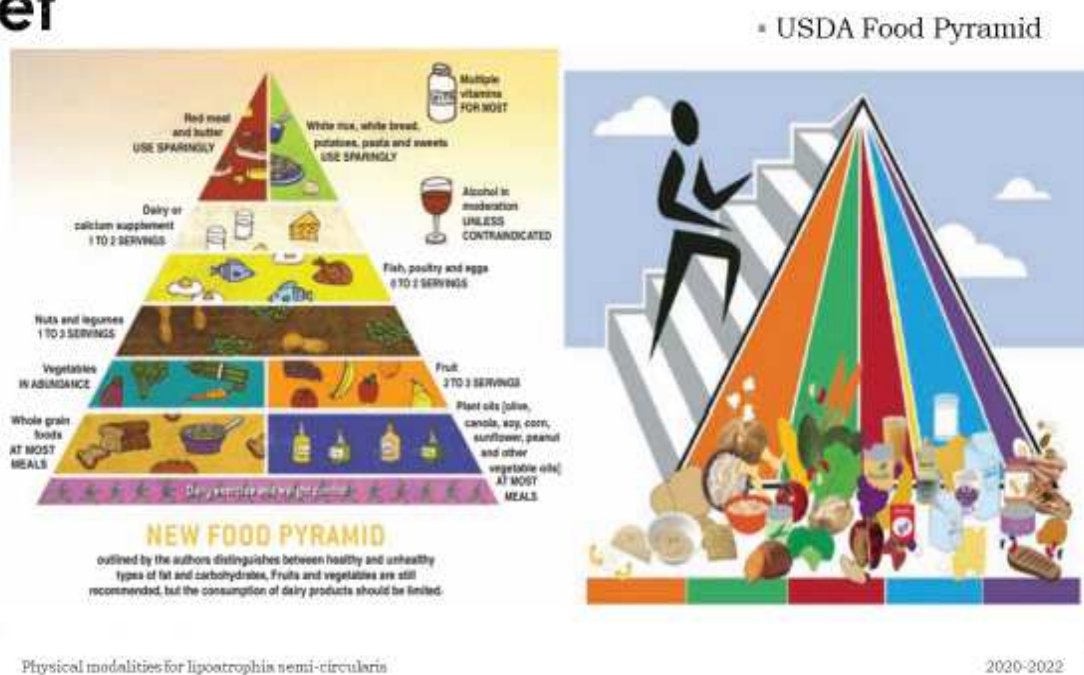 ▪ USDA Food Pyramid
Multiple
vitamins
FOR MOST
Red meat
and butter
USE SPARINGLY
White rice, white bread,
potatoes, pasta and sweets
USE SPARINGLY
Alcohol in
moderation
UNLESS
CONTRAINDICATED
Dairy or
calcium supplement
1 TO 2 SERVINGS
Fish, poultry and eggs
0 TO 2 SERVINGS
Nuts and legumes
1 TO 3 SERVINGS
Vegetables
IN ABUNDANCE
Fruit
2 TO 3 SERVINGS
Whole grain
foods
AT MOST
MEALS
Plant oils [olive,
canola, soy, corn,
sunflower, peanut
and other
vegetable oils]
AT MOST
MEALS
Daily exercise and weight control
NEW FOOD PYRAMID
outlined by the authors distinguishes between healthy and unhealthy
types of fat and carbohydrates, Fruits and vegetables are still
recommended, but the consumption of dairy products should be limited.
Physical modalities for lipoatrophia semi-circularis
2020-2022